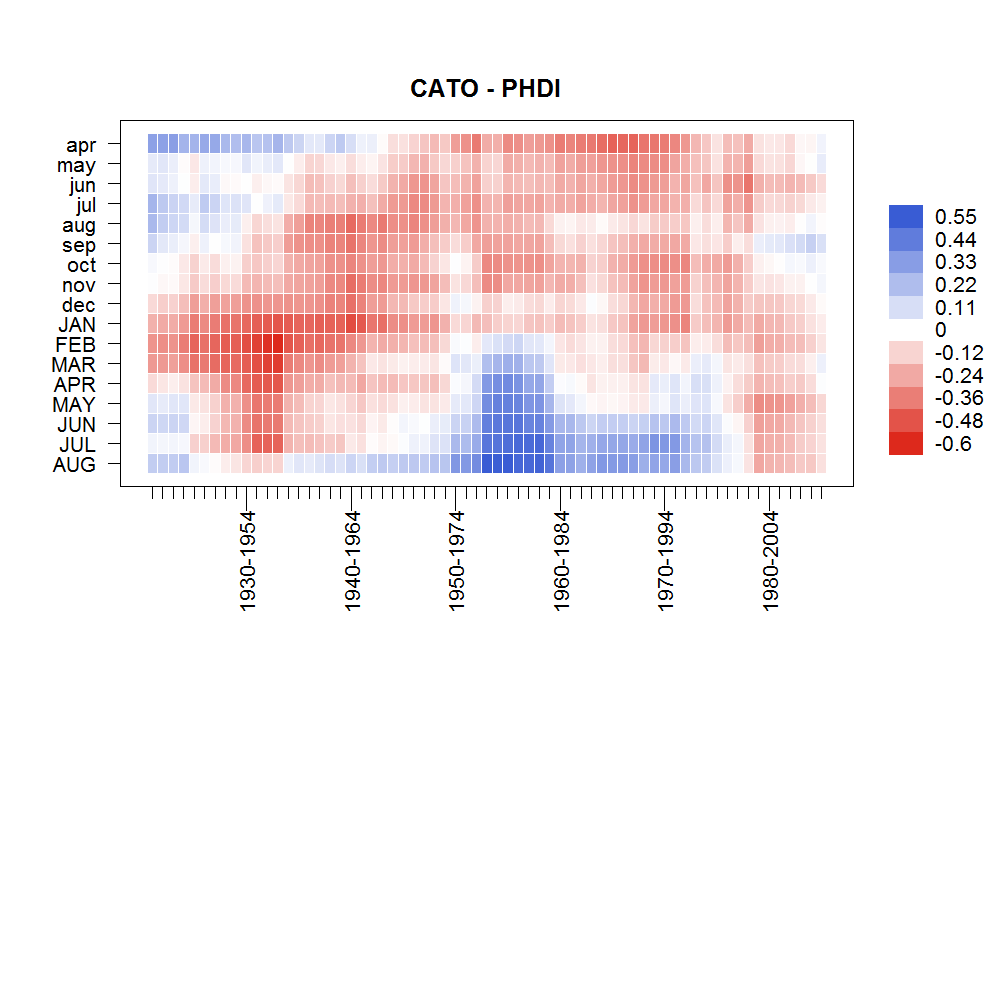 CATO - PHDI
apr
may
jun
jul
aug
sep
oct
nov
dec
JAN
FEB
MAR
APR
MAY
JUN
JUL
AUG
1930-1954
1940-1964
1950-1974
1960-1984
1970-1994
1980-2004
0.55
0.44
0.33
0.22
0.11
0
-0.12
-0.24
-0.36
-0.48
-0.6